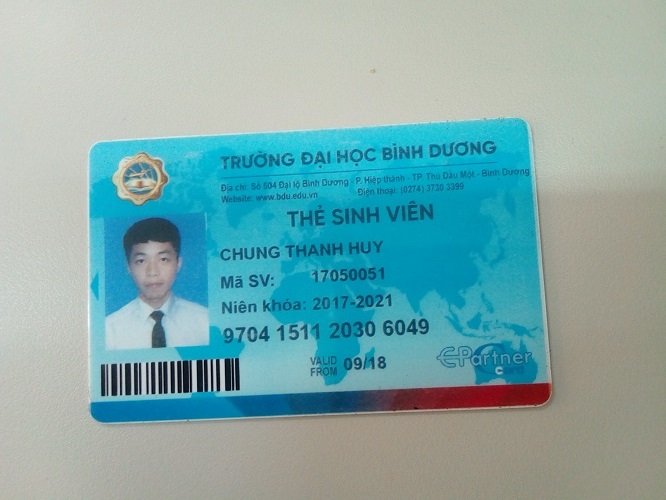 TRƯỜNG ĐẠI HỌC BÌNH DƯƠNG
Địa chỉ: Số 504 Đại lộ Bình Dương - P. Hiệp thành - TP. Thủ Dầu Một - Bình Dương
Website: www.bdu.edu.vn Điện thoại: (0274) 3730 3399
THẺ SINH VIÊN
CHUNG THANH HUY
Mã SV: 17050051
Niên khóa: 2017-2021
9704 1511 2030 6049
VALID FROM 09/18
E-Partner
Card